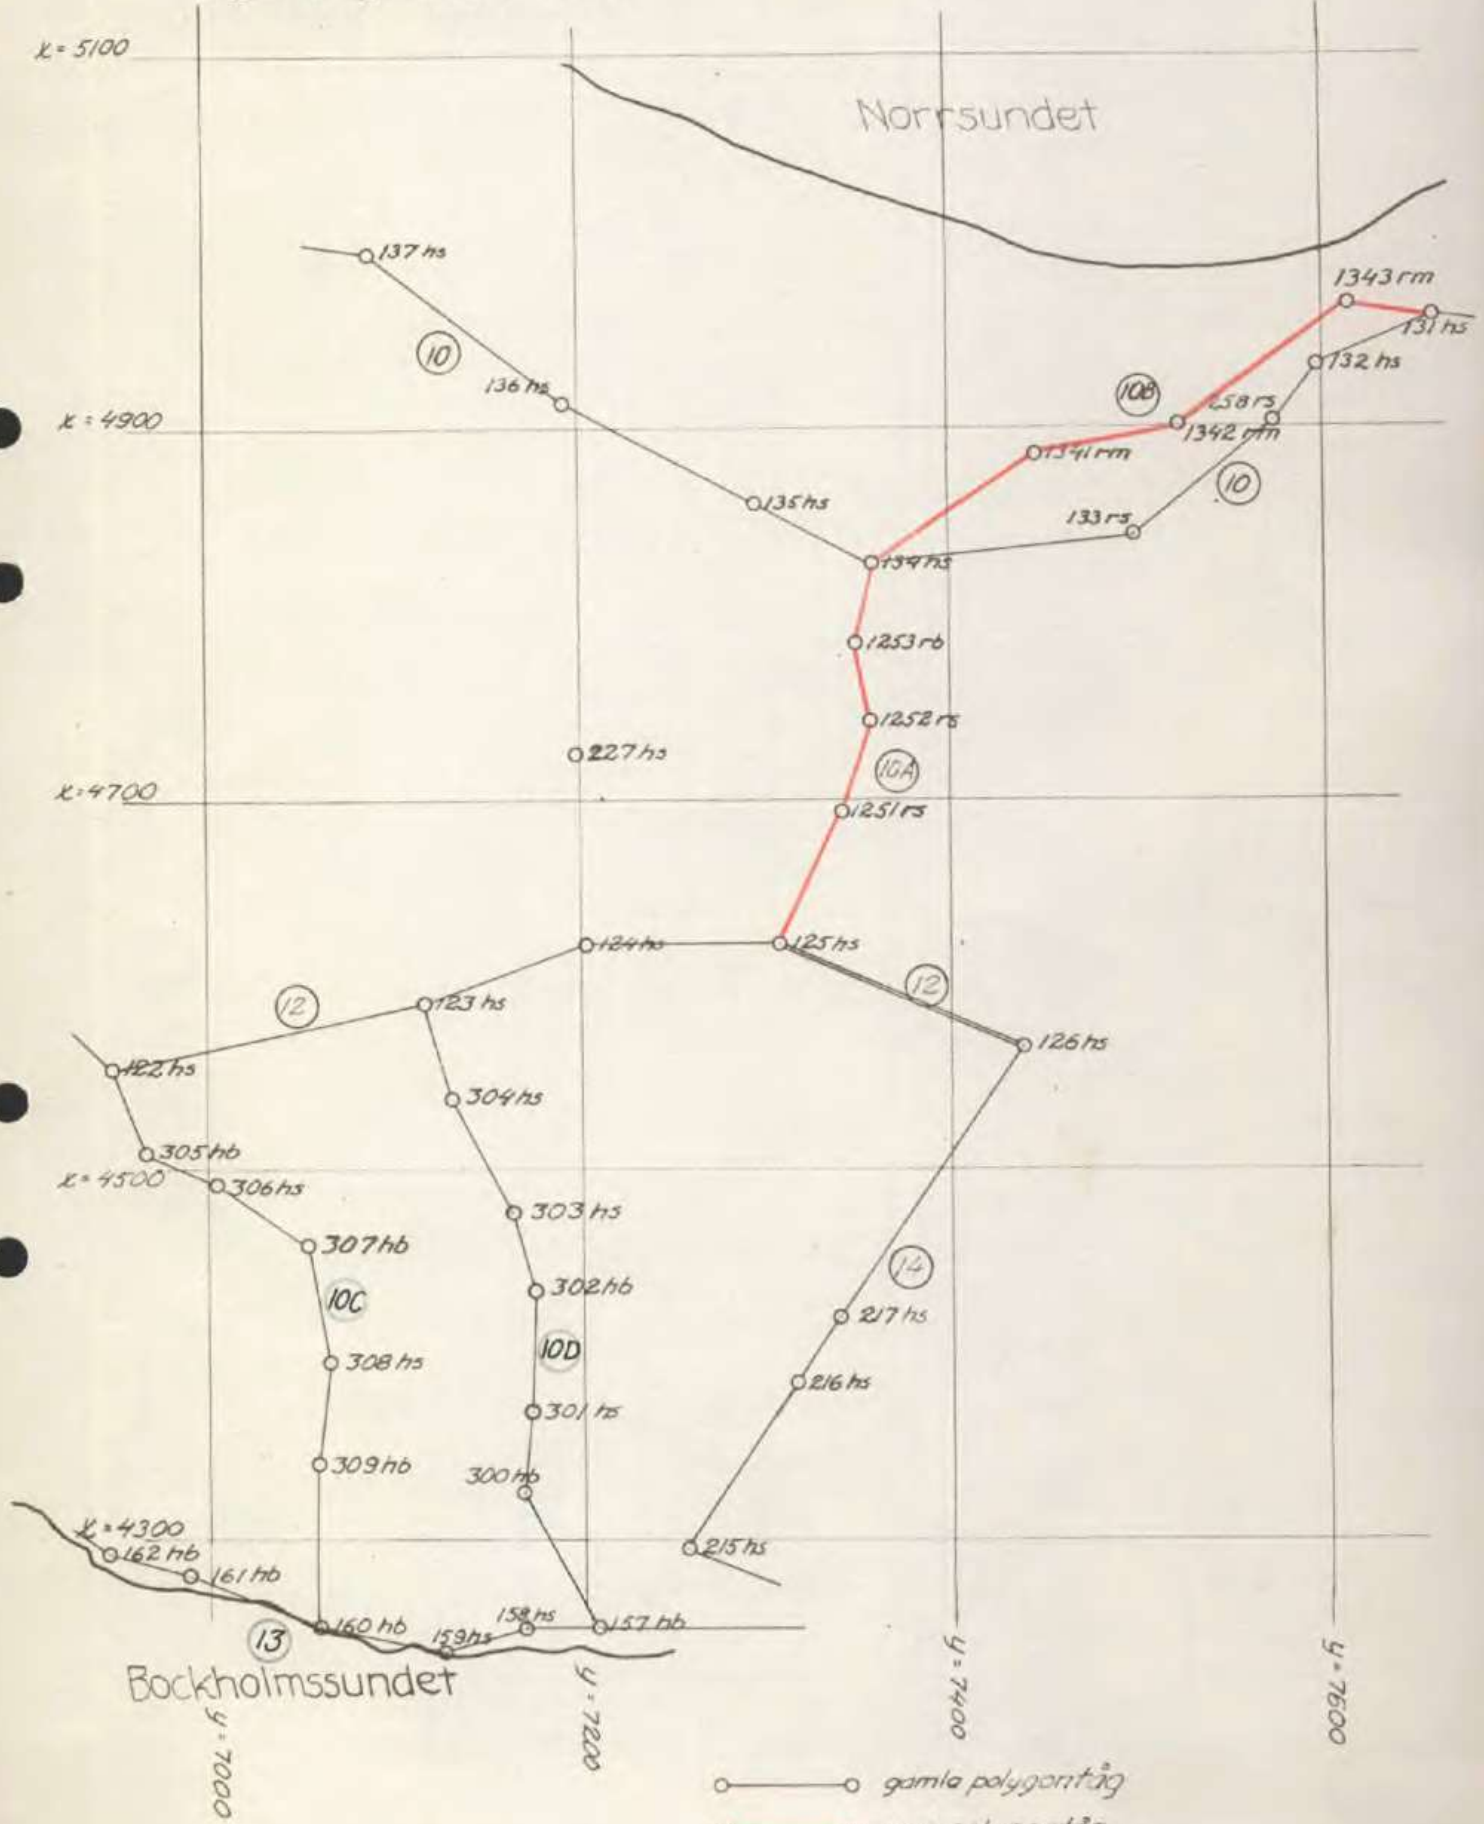 x = 5100
Norrsundet
137 hs
1343 rm
131 hs
10
132 hs
136 hs
10B
258 rs
x = 4900
1342 rm
1341 rm
10
135 hs
133 rs
134 hs
1253 rb
1252 rs
227 hs
10A
x = 4700
1251 rs
124 hs
125 hs
12
12
123 hs
126 hs
122 hs
304 hs
305 hb
x = 4500
306 hs
303 hs
307 hb
14
302 hb
10C
217 hs
10D
308 hs
216 hs
301 hs
309 hb
300 hb
x = 4300
162 hb
215 hs
161 hb
158 hs
160 hb
157 hb
13
159 hs
Bockholmssundet
y = 7000
y = 7200
y = 7400
y = 7600
gamla polygontåg